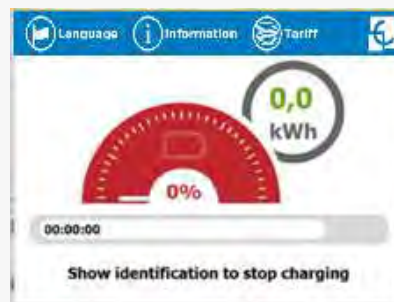 Language Information Tariff
0,0
kWh
0%
00:00:00
Show identification to stop charging